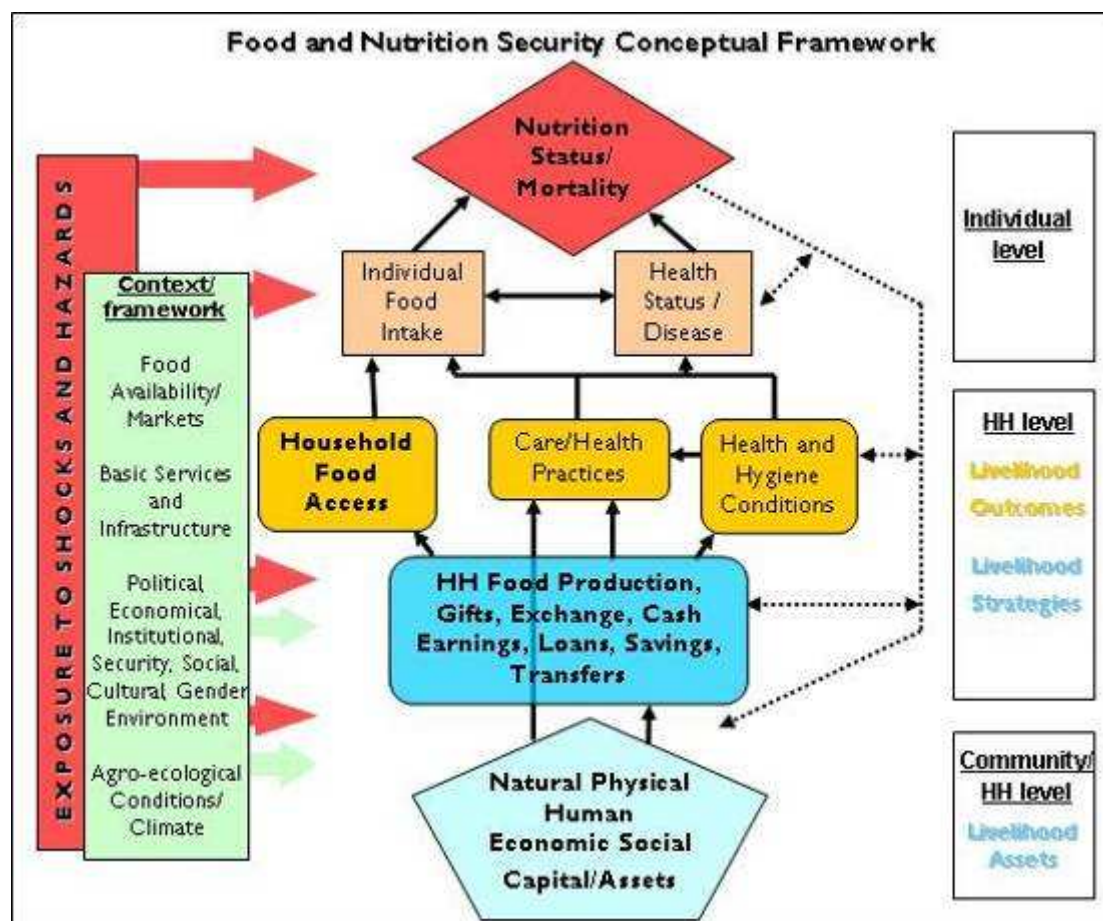 Food and Nutrition Security Conceptual Framework
EXPOSURE TO SHOCKS AND HAZARDS
Context/
framework
Food
Availability/
Markets
Basic Services
and
Infrastructure
Political
Economical,
Institutional,
Security, Social,
Cultural, Gender
Environment
Agro-ecological
Conditions/
Climate
Nutrition
Status/
Mortality
Individual
Food
Intake
Health
Status /
Disease
Household
Food
Access
Care/Health
Practices
Health and
Hygiene
Conditions
HH Food Production,
Gifts, Exchange, Cash
Earnings, Loans, Savings,
Transfers
Natural Physical
Human
Economic Social
Capital/Assets
Individual
level
HH level
Livelihood
Outcomes
Livelihood
Strategies
Community/
HH level
Livelihood
Assets